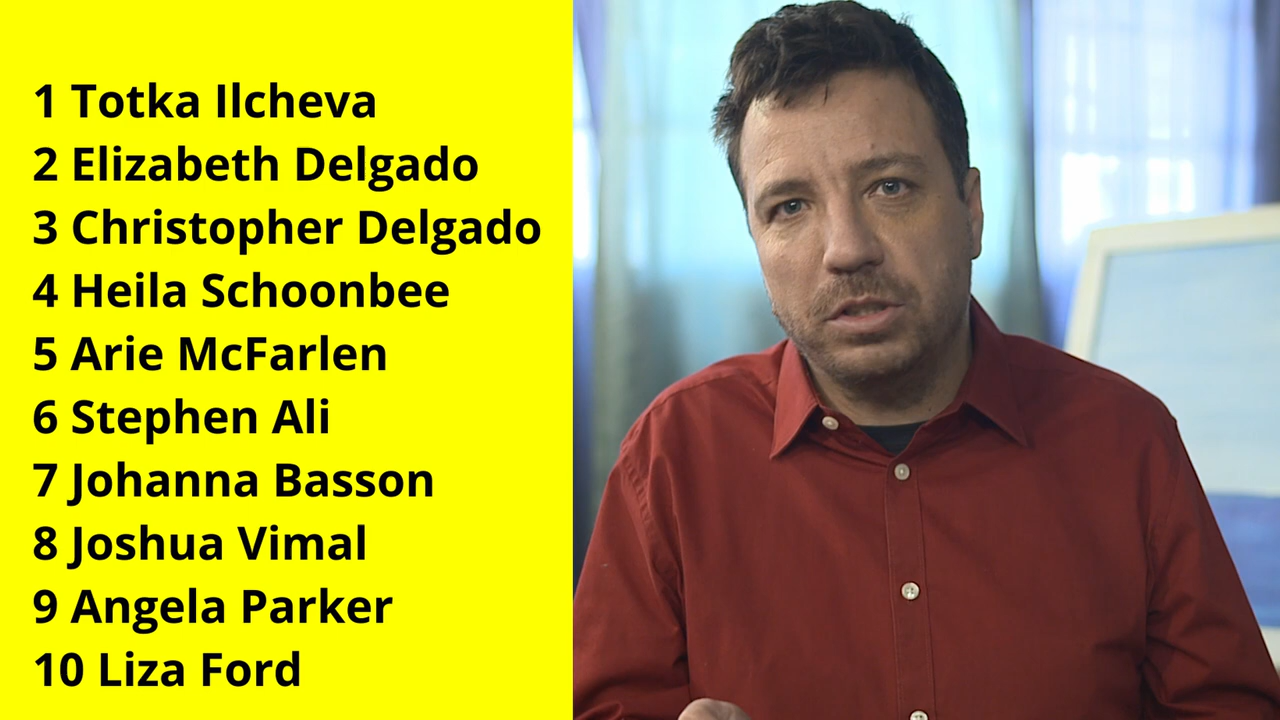 1 Totka Ilcheva
2 Elizabeth Delgado
3 Christopher Delgado
4 Heila Schoonbee
5 Arie McFarlen
6 Stephen Ali
7 Johanna Basson
8 Joshua Vimal
9 Angela Parker
10 Liza Ford